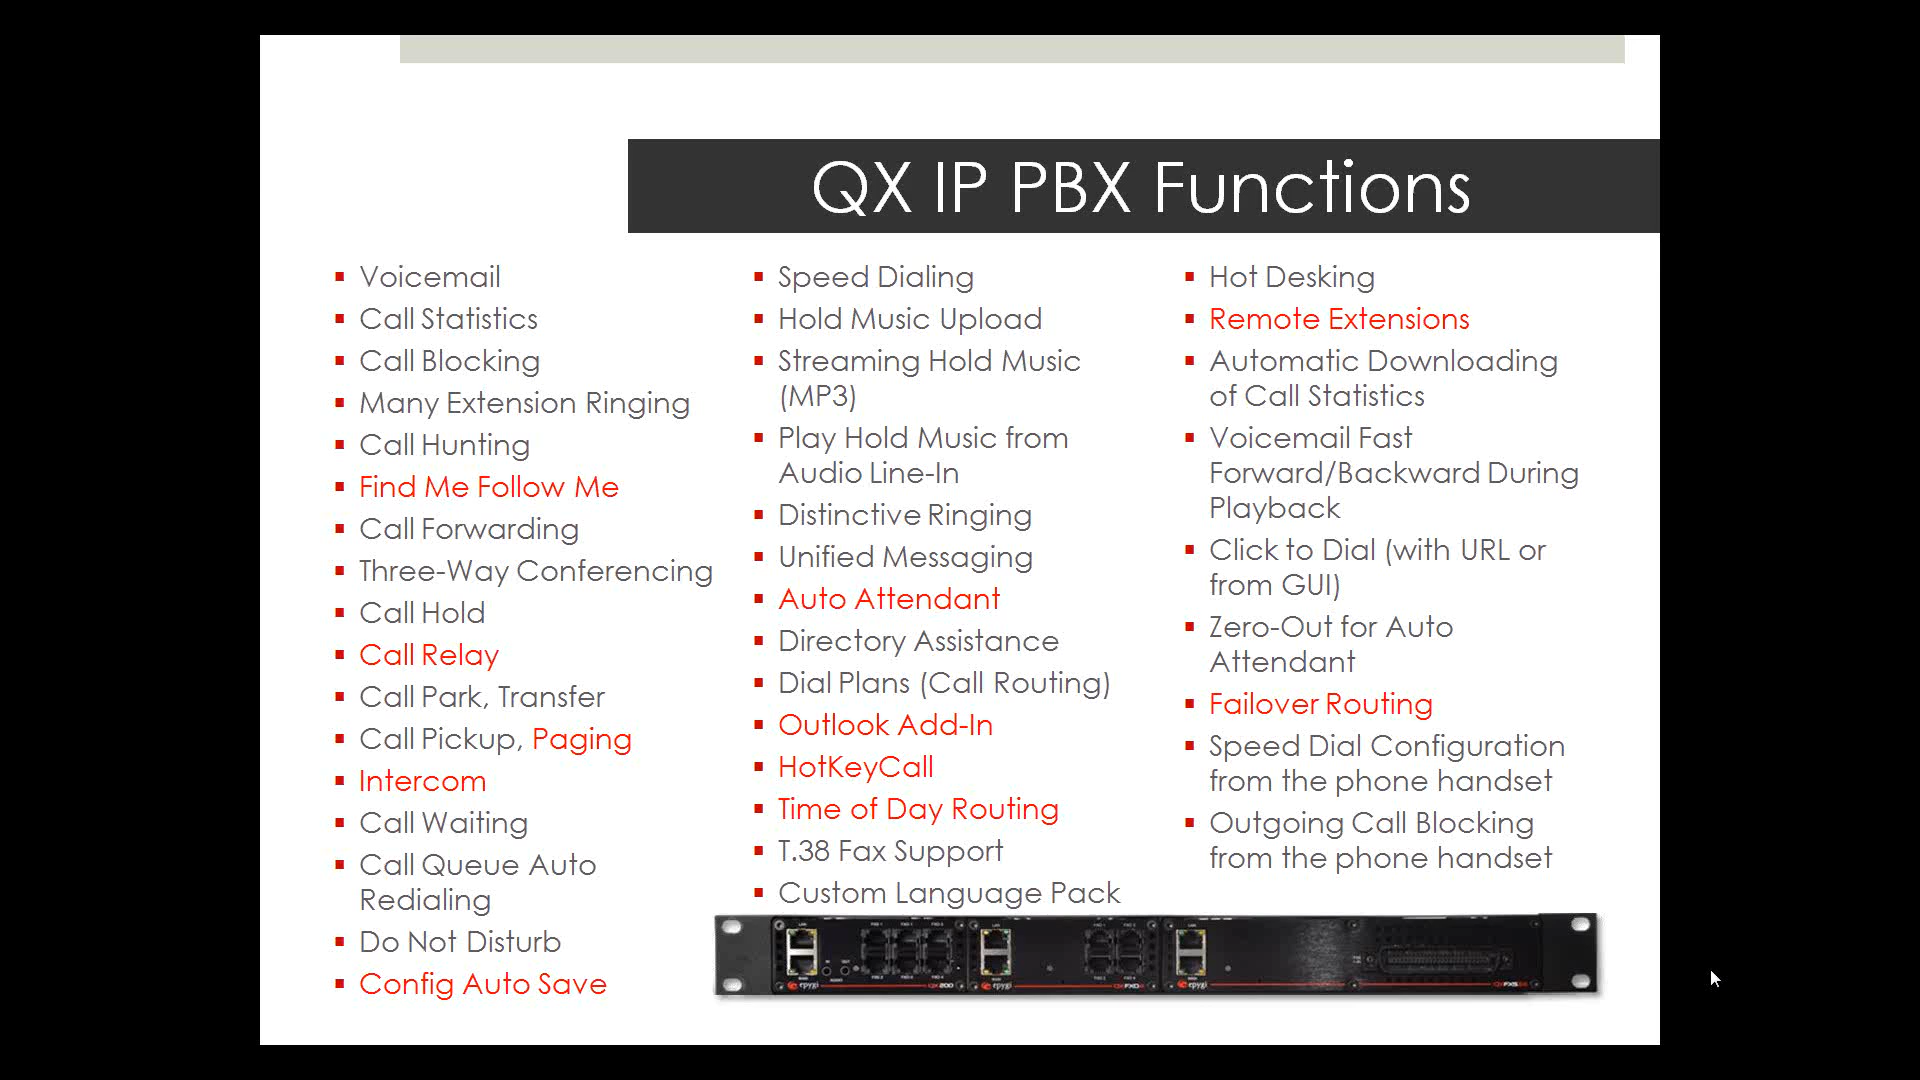 QX IP PBX Functions
Voicemail
Call Statistics
Call Blocking
Many Extension Ringing
Call Hunting
Find Me Follow Me
Call Forwarding
Three-Way Conferencing
Call Hold
Call Relay
Call Park, Transfer
Call Pickup, Paging
Intercom
Call Waiting
Call Queue Auto
Redialing
Do Not Disturb
Config Auto Save
Speed Dialing
Hold Music Upload
Streaming Hold Music
(MP3)
Play Hold Music from
Audio Line-In
Distinctive Ringing
Unified Messaging
Auto Attendant
Directory Assistance
Dial Plans (Call Routing)
Outlook Add-In
HotKeyCall
Time of Day Routing
T.38 Fax Support
Custom Language Pack
Hot Desking
Remote Extensions
Automatic Downloading
of Call Statistics
Voicemail Fast
Forward/Backward During
Playback
Click to Dial (with URL or
from GUI)
Zero-Out for Auto
Attendant
Failover Routing
Speed Dial Configuration
from the phone handset
Outgoing Call Blocking
from the phone handset
epygi
QX200
epygi
epygi